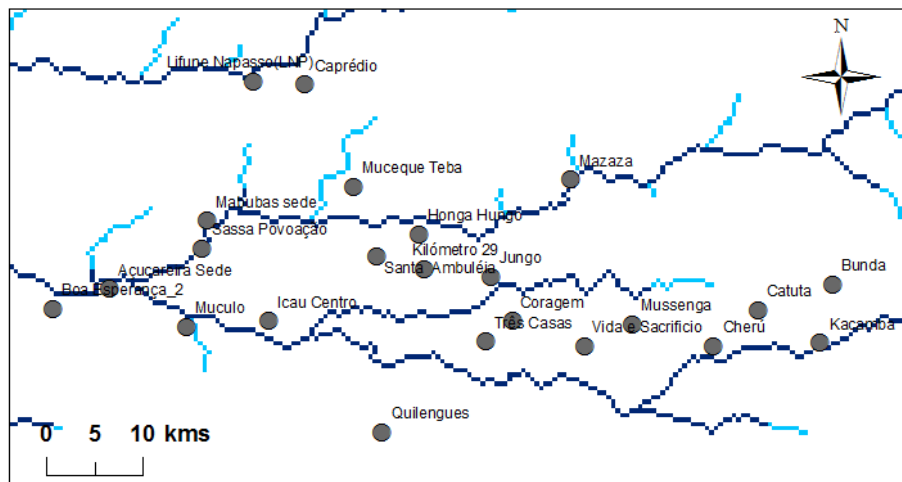 N
Lifune Napasso(LNP)
Caprédio
Muceque Teba
Mazaza
Mabubas sede
Sassa Povoação
Honga Hungo
Kilómetro 29
Santa Ambuléia
Jungo
Açucareira Sede
Boa Esperança_2
Bunda
Muculo
Icau Centro
Coragem
Mussenga
Catuta
Três Casas
Vida e Sacrificio
Cherú
Kacamba
Quilengues
0 5 10 kms